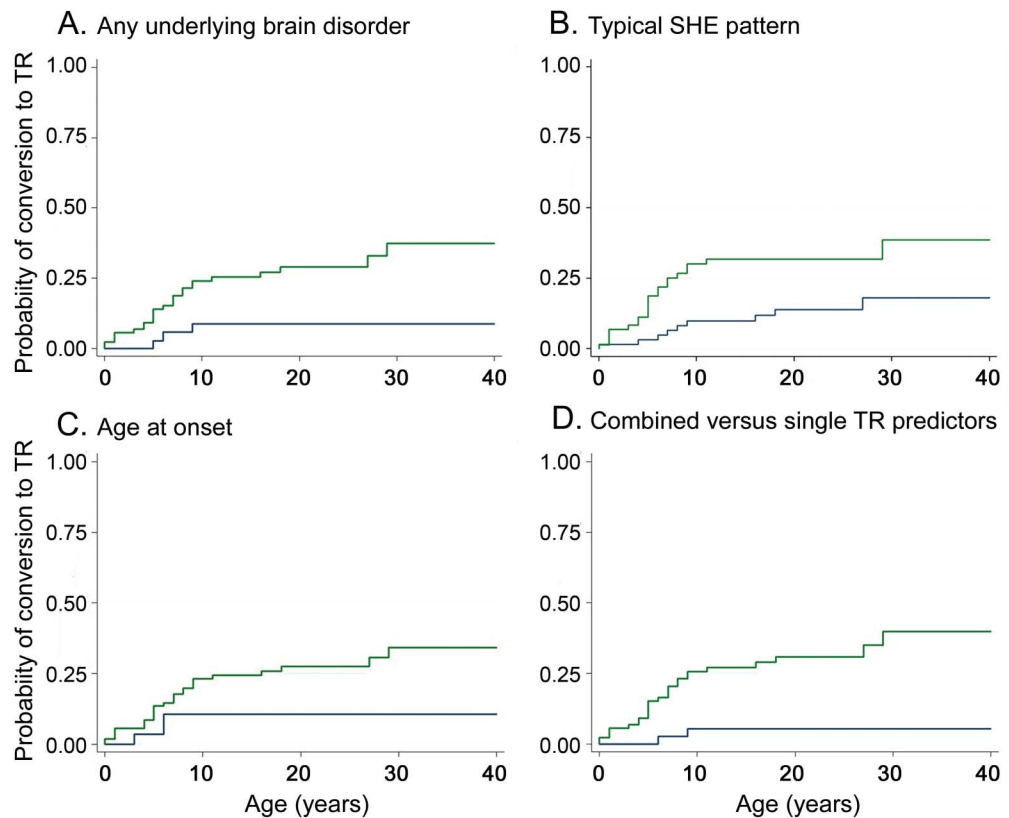 A. Any underlying brain disorder
Probabiity of conversion to TR
1.00
0.75
0.50
0.25
0.00
0 10 20 30 40
B. Typical SHE pattern
1.00
0.75
0.50
0.25
0.00
0 10 20 30 40
C. Age at onset
Probabiity of conversion to TR
1.00
0.75
0.50
0.25
0.00
0 10 20 30 40
Age (years)
D. Combined versus single TR predictors
1.00
0.75
0.50
0.25
0.00
0 10 20 30 40
Age (years)